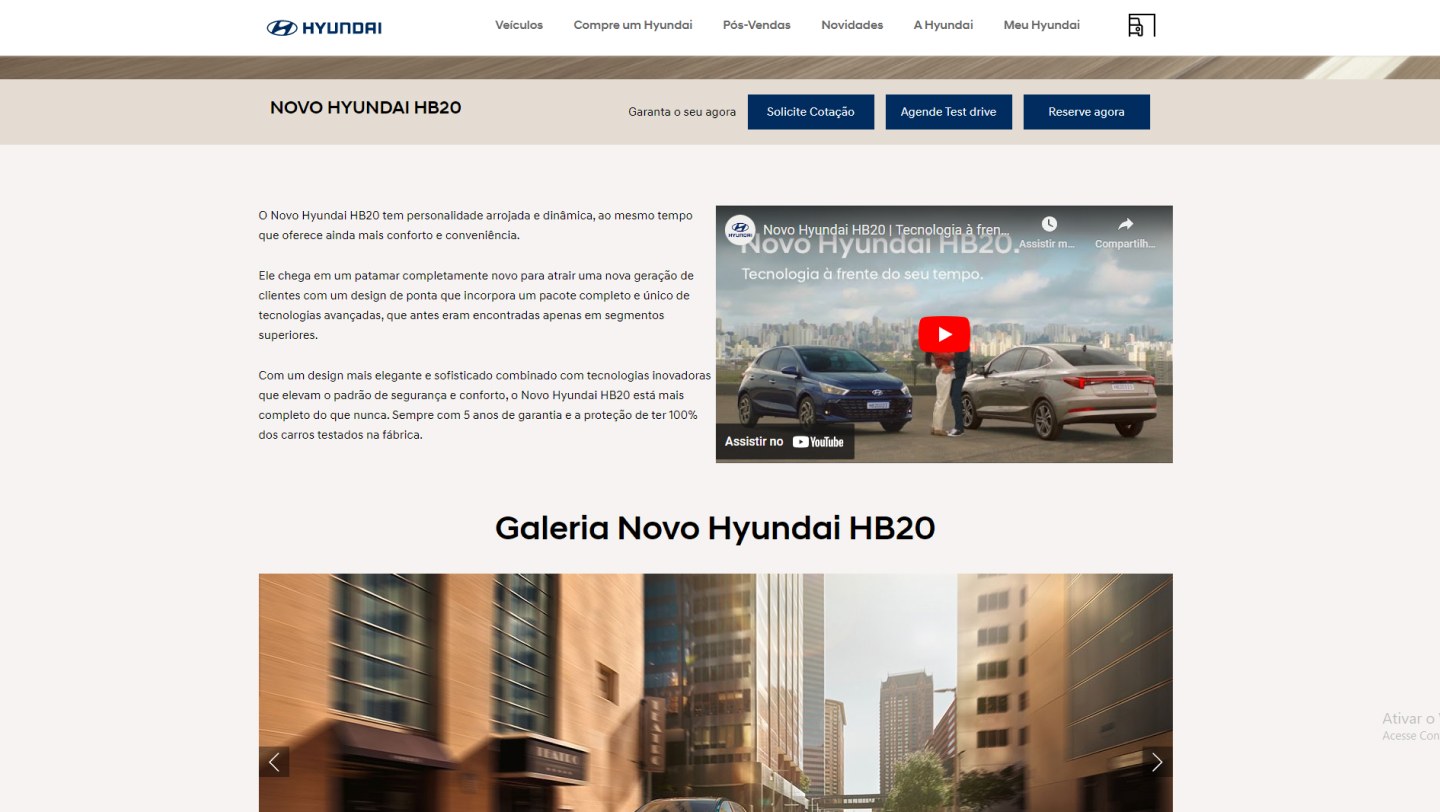 HYUNDAI
Veículos
Compre um Hyundai
Pós-Vendas
Novidades
A Hyundai
Meu Hyundai
NOVO HYUNDAI HB20
Garanta o seu agora
Solicite Cotação
Agende Test drive
Reserve agora
O Novo Hyundai HB20 tem personalidade arrojada e dinâmica, ao mesmo tempo
que oferece ainda mais conforto e conveniência.
Ele chega em um patamar completamente novo para atrair uma nova geração de
clientes com um design de ponta que incorpora um pacote completo e único de
tecnologias avançadas, que antes eram encontradas apenas em segmentos
superiores.
Com um design mais elegante e sofisticado combinado com tecnologias inovadoras
que elevam o padrão de segurança e conforto, o Novo Hyundai HB20 está mais
completo do que nunca. Sempre com 5 anos de garantia e a proteção de ter 100%
dos carros testados na fábrica.
HYUNDAI
Novo Hyundai HB20 | Tecnologia à fren...
Assistir m...
Compartilh...
Novo Hyundai HB20.
Tecnologia à frente do seu tempo.
Assistir no YouTube
Galeria Novo Hyundai HB20
TEATRO
TEATRO
Ativar o
Acesse Con